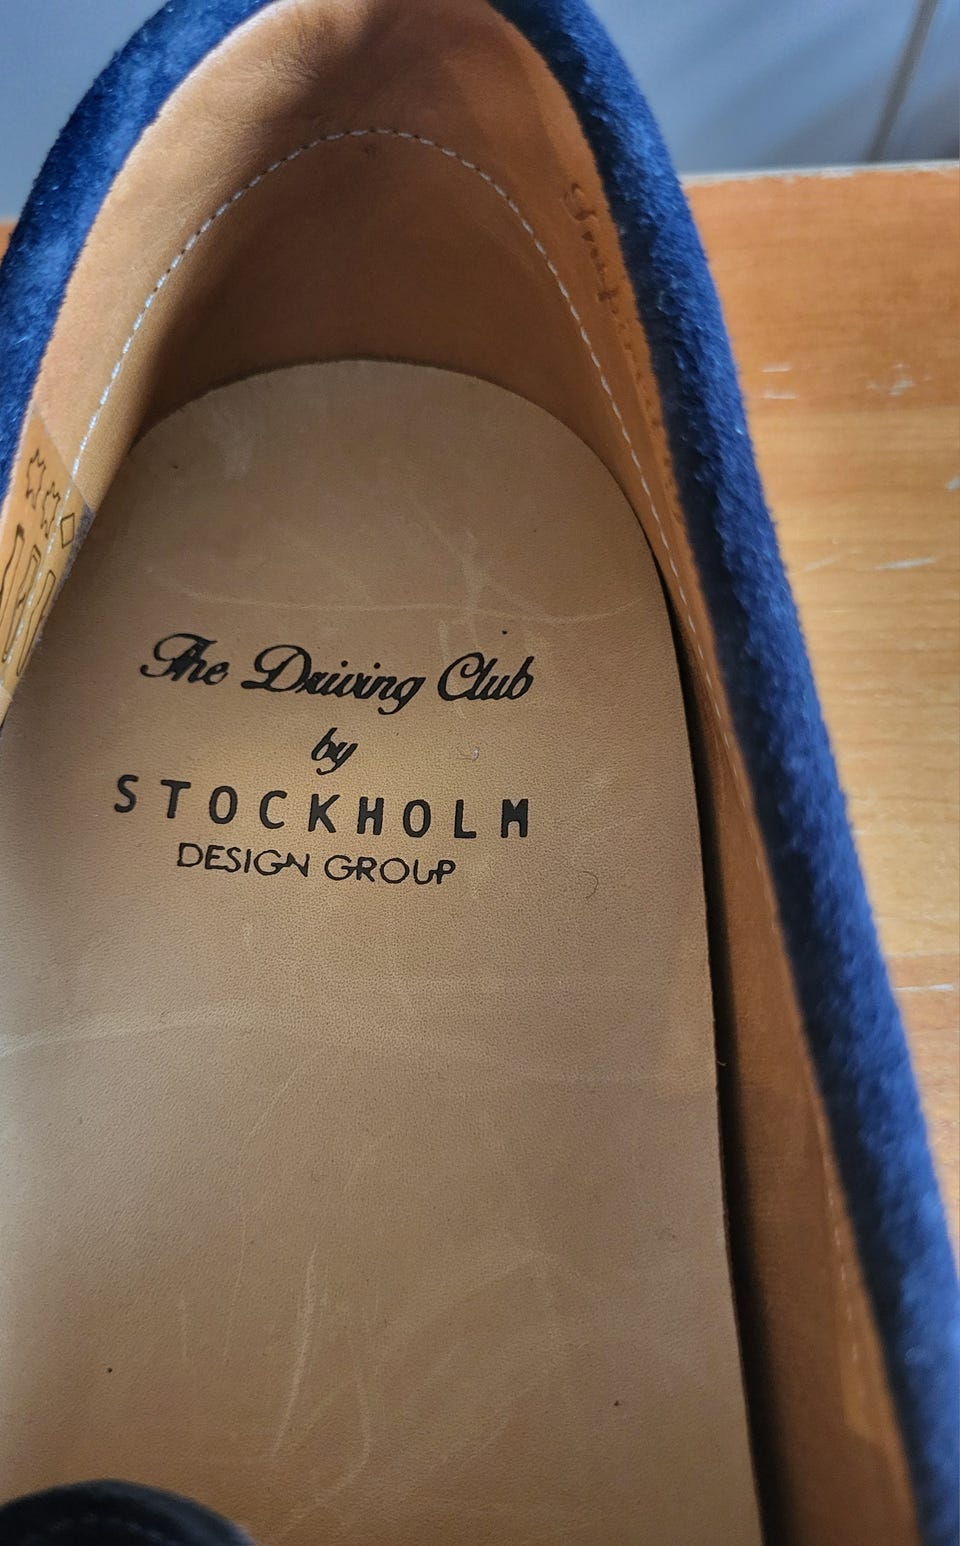 The Driving Club
by
STOCKHOLM
DESIGN GROUP